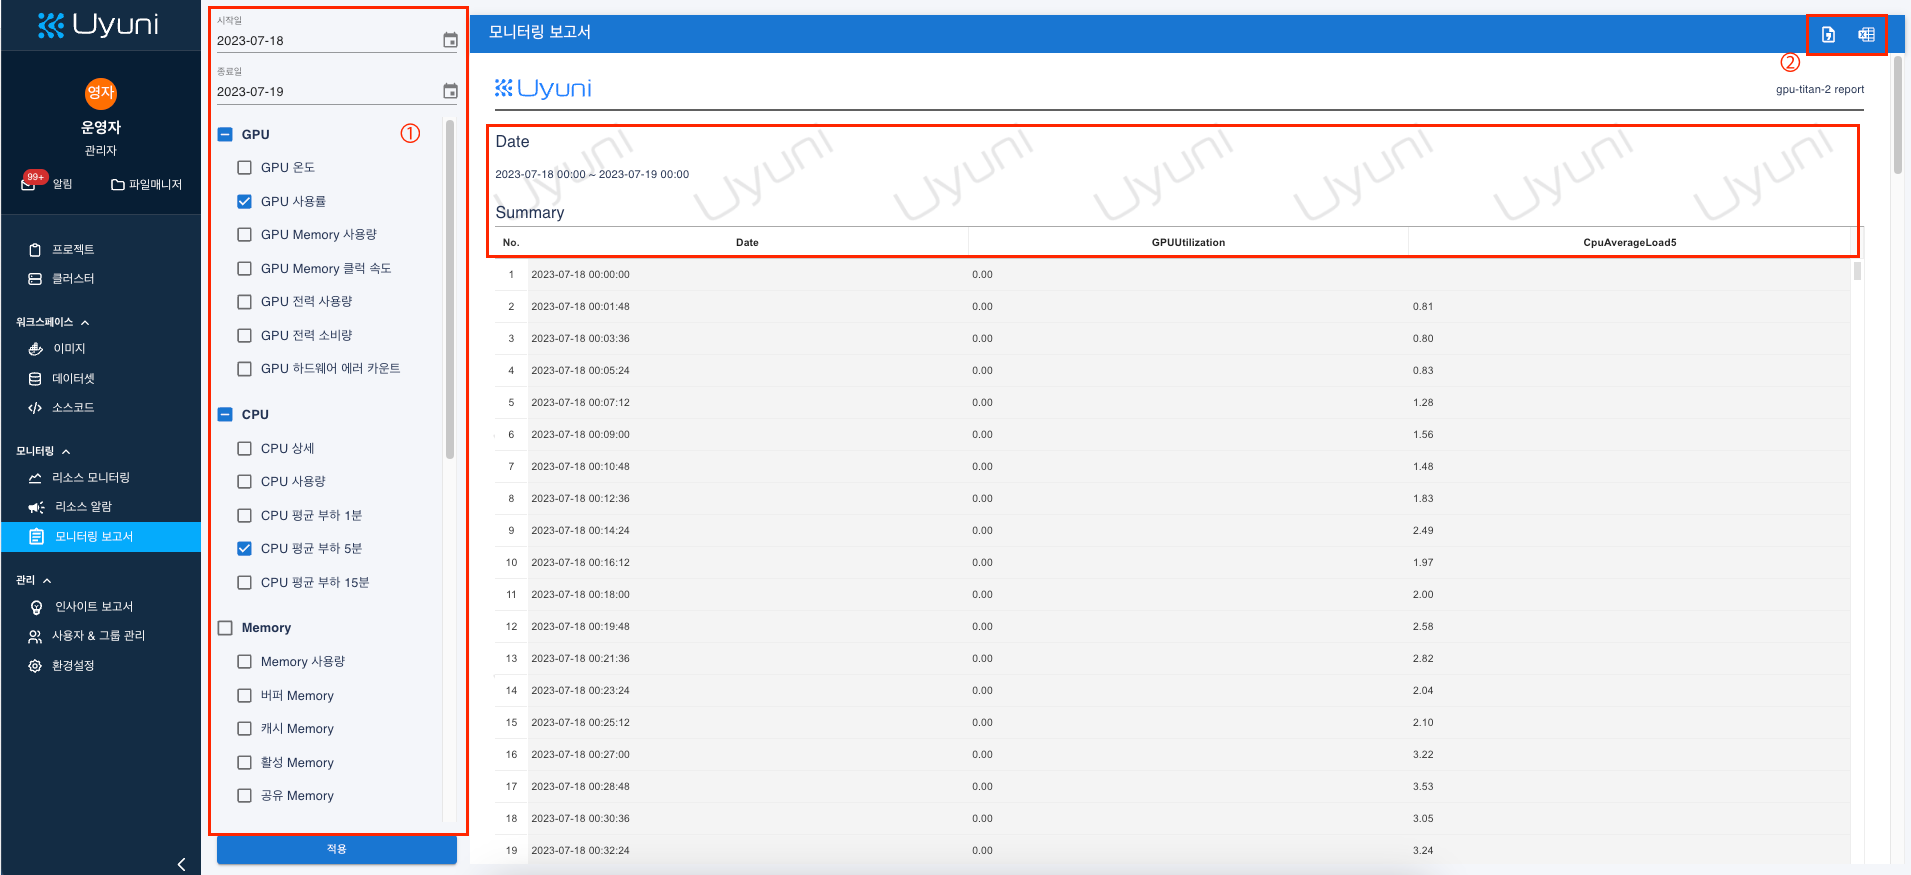 Uyuni
영자
운영자
관리자
99+
알림
파일매니저
프로젝트
클러스터
워크스페이스
이미지
데이터셋
소스코드
모니터링
리소스 모니터링
리소스 알람
모니터링 보고서
관리
인사이트 보고서
사용자 & 그룹 관리
환경설정
시작일
2023-07-18
종료일
2023-07-19
①
GPU
GPU 온도
GPU 사용률
GPU Memory 사용량
GPU Memory 클럭 속도
GPU 전력 사용량
GPU 전력 소비량
GPU 하드웨어 에러 카운트
CPU
CPU 상세
CPU 사용량
CPU 평균 부하 1분
CPU 평균 부하 5분
CPU 평균 부하 15분
Memory
Memory 사용량
버퍼 Memory
캐시 Memory
활성 Memory
공유 Memory
적용
모니터링 보고서
②
Uyuni
gpu-titan-2 report
Uyuni Uyuni Uyuni Uyuni Uyuni Uyuni Uyuni
Date
2023-07-18 00:00 ~ 2023-07-19 00:00
Summary
No. Date GPUUtilization CpuAverageLoad5
1 2023-07-18 00:00:00 0.00
2 2023-07-18 00:01:48 0.00 0.81
3 2023-07-18 00:03:36 0.00 0.80
4 2023-07-18 00:05:24 0.00 0.83
5 2023-07-18 00:07:12 0.00 1.28
6 2023-07-18 00:09:00 0.00 1.56
7 2023-07-18 00:10:48 0.00 1.48
8 2023-07-18 00:12:36 0.00 1.83
9 2023-07-18 00:14:24 0.00 2.49
10 2023-07-18 00:16:12 0.00 1.97
11 2023-07-18 00:18:00 0.00 2.00
12 2023-07-18 00:19:48 0.00 2.58
13 2023-07-18 00:21:36 0.00 2.82
14 2023-07-18 00:23:24 0.00 2.04
15 2023-07-18 00:25:12 0.00 2.10
16 2023-07-18 00:27:00 0.00 3.22
17 2023-07-18 00:28:48 0.00 3.53
18 2023-07-18 00:30:36 0.00 3.05
19 2023-07-18 00:32:24 0.00 3.24